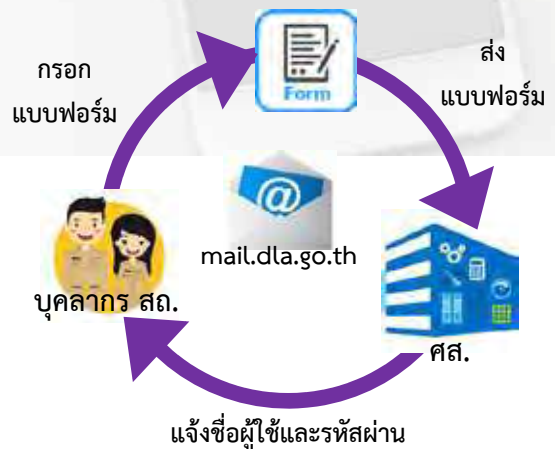 กรอก
แบบฟอร์ม
Form
ส่ง
แบบฟอร์ม
@
mail.dla.go.th
บุคลากร สถ.
ศส.
แจ้งชื่อผู้ใช้และรหัสผ่าน